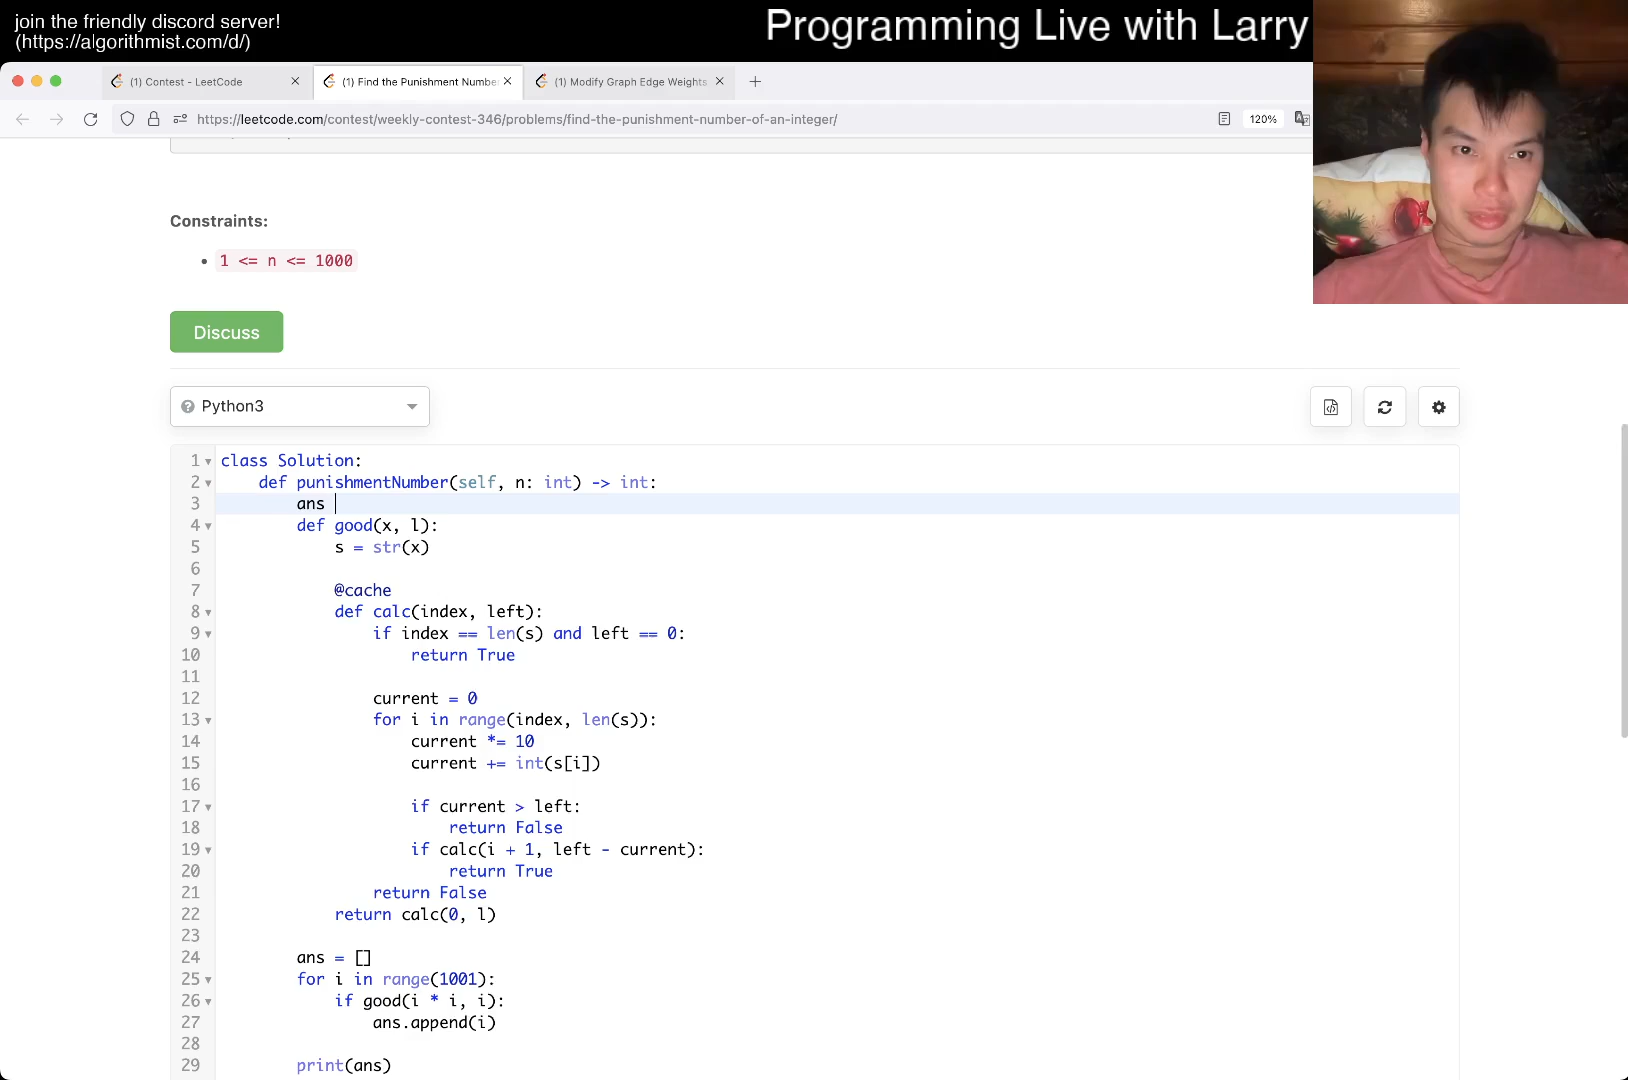 join the friendly discord server!
(https://algorithmist.com/d/)
Programming Live with Larry
(1) Contest - LeetCode
(1) Find the Punishment Number
(1) Modify Graph Edge Weights
https://leetcode.com/contest/weekly-contest-346/problems/find-the-punishment-number-of-an-integer/
120%
Constraints:
1 <= n <= 1000
Discuss
Python3
1 class Solution:
2 def punishmentNumber(self, n: int) -> int:
3 ans
4 def good(x, l):
5 s = str(x)
6
7 @cache
8 def calc(index, left):
9 if index == len(s) and left == 0:
10 return True
11
12 current = 0
13 for i in range(index, len(s)):
14 current *= 10
15 current += int(s[i])
16
17 if current > left:
18 return False
19 if calc(i + 1, left - current):
20 return True
21 return False
22 return calc(0, l)
23
24 ans = []
25 for i in range(1001):
26 if good(i * i, i):
27 ans.append(i)
28
29 print(ans)